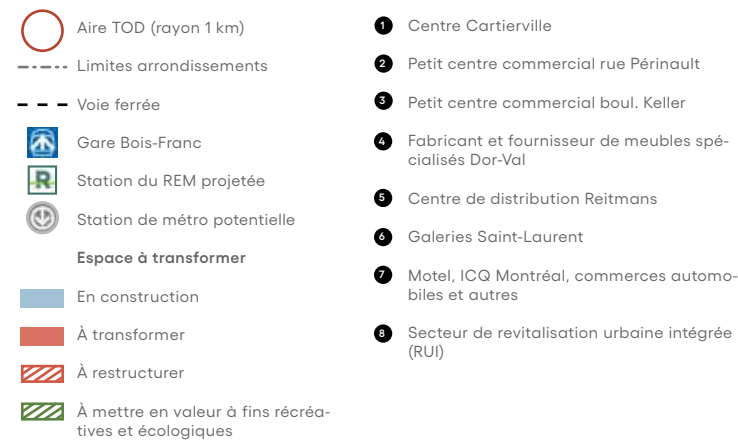 Aire TOD (rayon 1 km)
Limites arrondissements
Voie ferrée
Gare Bois-Franc
R
Station du REM projetée
Station de métro potentielle
Espace à transformer
En construction
À transformer
À restructurer
À mettre en valeur à fins récréa-
tives et écologiques
1 Centre Cartierville
2 Petit centre commercial rue Périnault
3 Petit centre commercial boul. Keller
4 Fabricant et fournisseur de meubles spé-
cialisés Dor-Val
5 Centre de distribution Reitmans
6 Galeries Saint-Laurent
7 Motel, ICQ Montréal, commerces automo-
biles et autres
8 Secteur de revitalisation urbaine intégrée
(RUI)